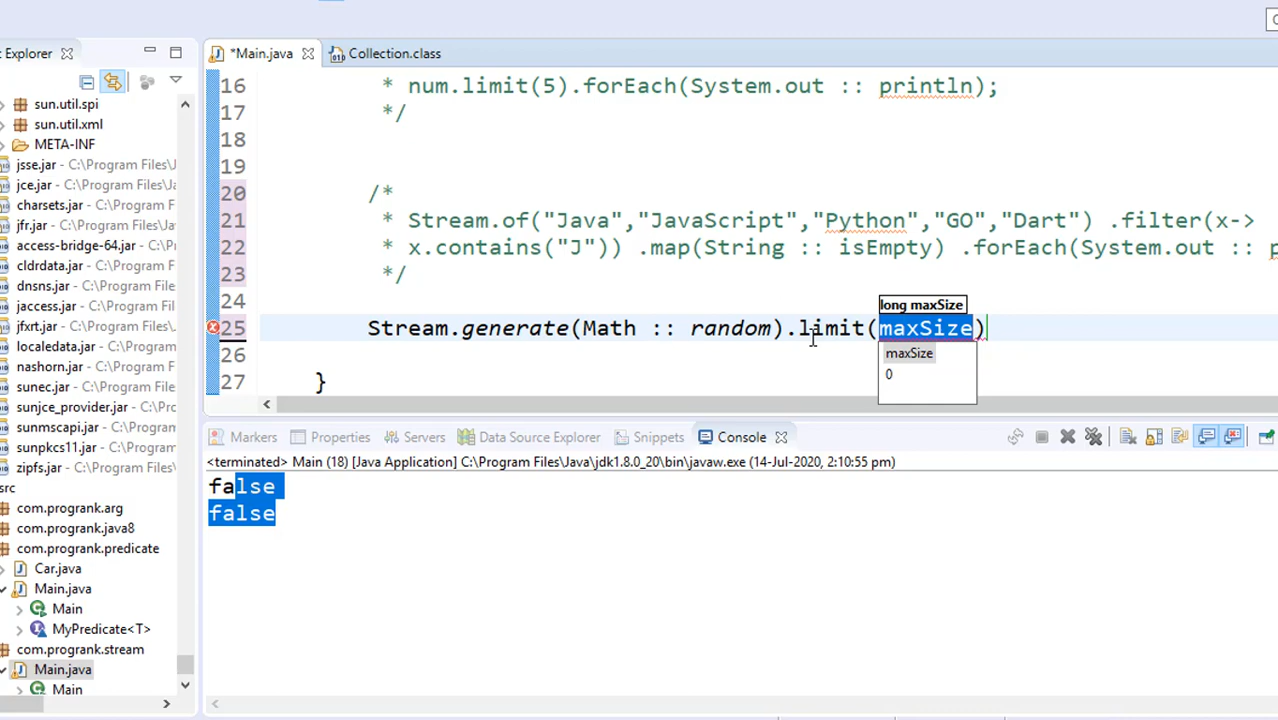 t Explorer
*Main.java
Collection.class
sun.util.spi
sun.util.xml
META-INF
jsse.jar - C:\Program Files\J
jce.jar - C:\Program Files\Ja
charsets.jar - C:\Program File
jfr.jar - C:\Program Files\Jav
access-bridge-64.jar - C:\Pro
cldrdata.jar - C:\Program File
dnsns.jar - C:\Program Files\
jaccess.jar - C:\Program Files
jfxrt.jar - C:\Program Files\Ja
localedata.jar - C:\Program F
nashorn.jar - C:\Program File
sunec.jar - C:\Program Files\
sunjce_provider.jar - C:\Prog
sunmscapi.jar - C:\Program F
sunpkcs11.jar - C:\Program F
zipfs.jar - C:\Program Files\Ja
src
com.progrank.arg
com.progrank.java8
com.progrank.predicate
Car.java
Main.java
Main
MyPredicate<T>
com.progrank.stream
Main.java
Main
16 * num.limit(5).forEach(System.out :: println);
17 */
18
19
20 /*
21 * Stream.of("Java","JavaScript","Python","GO","Dart") .filter(x->
22 * x.contains("J")) .map(String :: isEmpty) .forEach(System.out :: p
23 */
24
long maxSize
25 Stream.generate(Math :: random).limit(maxSize)
maxSize
0
26
27 }
Markers
Properties
Servers
Data Source Explorer
Snippets
Console
<terminated> Main (18) [Java Application] C:\Program Files\Java\jdk1.8.0_20\bin\javaw.exe (14-Jul-2020, 2:10:55 pm)
false
false